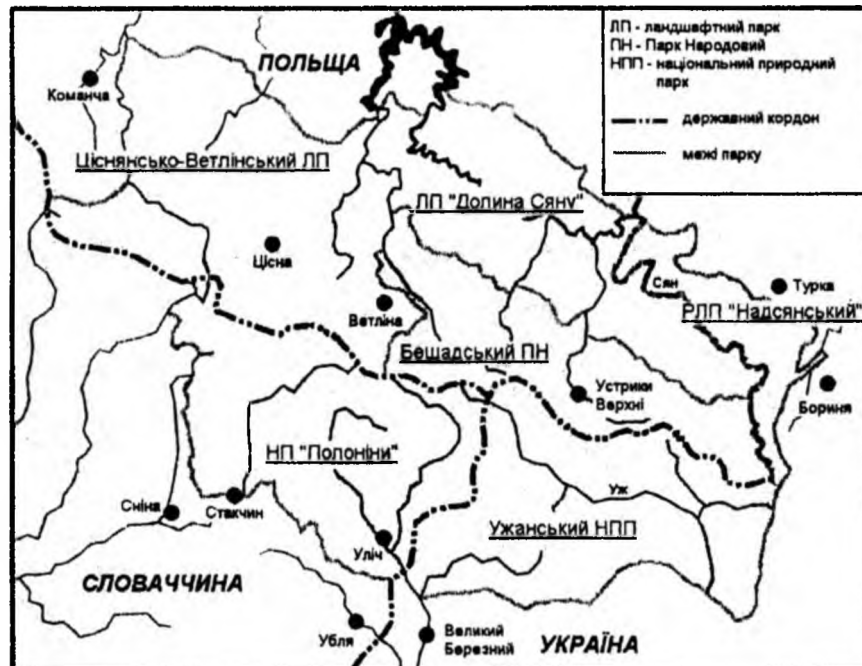 ЛП - ландшафтний парк
ПН - Парк Народовий
НПП - національний природний
парк
державний кордон
межі парку
ПОЛЬЩА
Команча
Ціснянсько-Ветлінський ЛП
ЛП "Долина Сяну"
Цісна
Сян
Турка
Ветліна
РЛП "Надсянський"
Бещадський ПН
Устрики
Верхні
Бориня
НП "Полоніни"
Стакчин
Сніна
Уж
Ужанський НПП
Уліч
СЛОВАЧЧИНА
Убля
Великий
Березний
УКРАЇНА